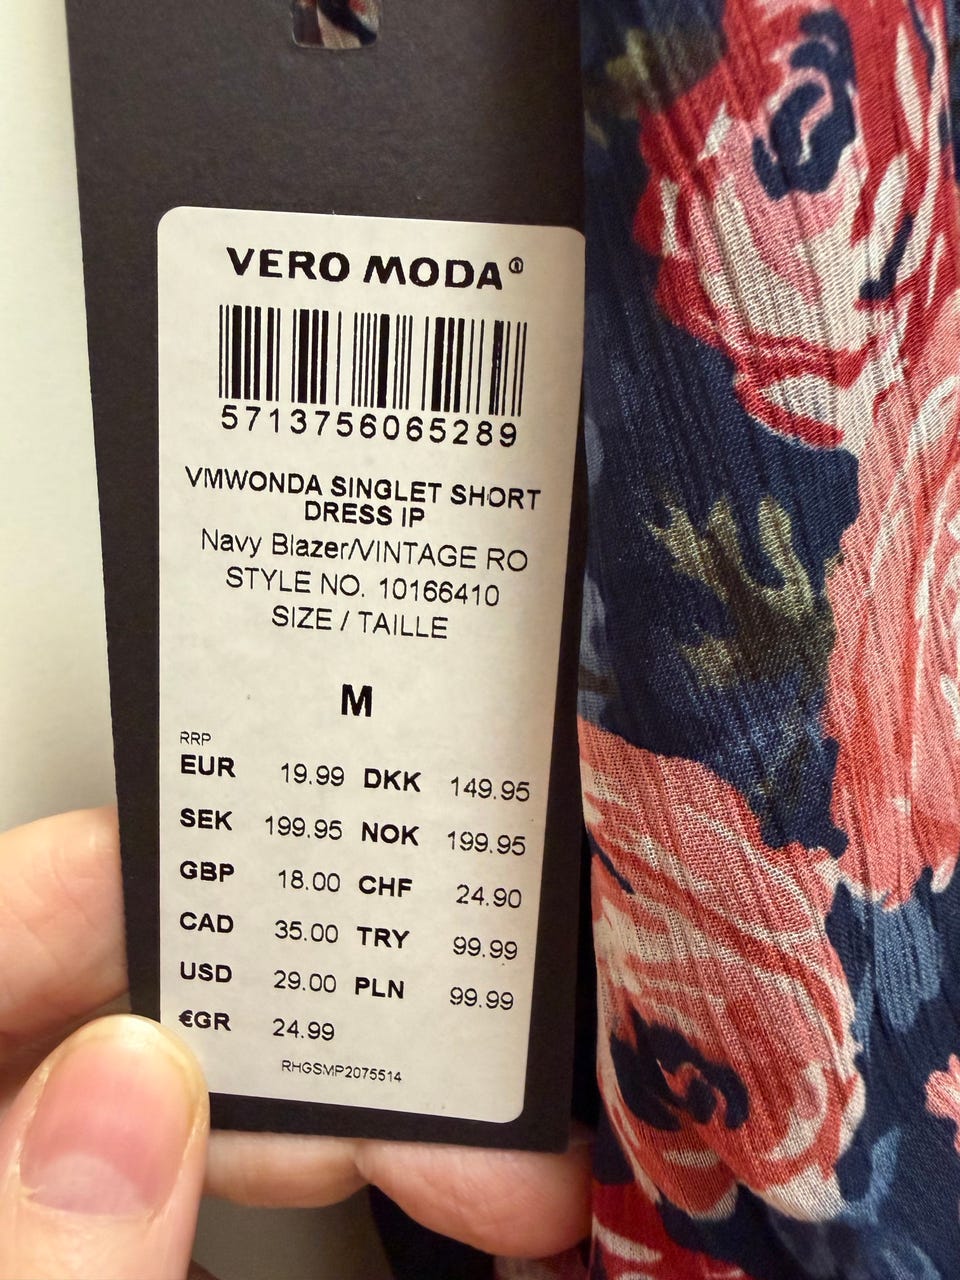 VERO MODA®
5713756065289
VMWONDA SINGLET SHORT
DRESS IP
Navy Blazer/VINTAGE RO
STYLE NO. 10166410
SIZE / TAILLE
M
RRP
EUR 19.99 DKK 149.95
SEK 199.95 NOK 199.95
GBP 18.00 CHF 24.90
CAD 35.00 TRY 99.99
USD 29.00 PLN 99.99
€GR 24.99
RHGSMP2075514